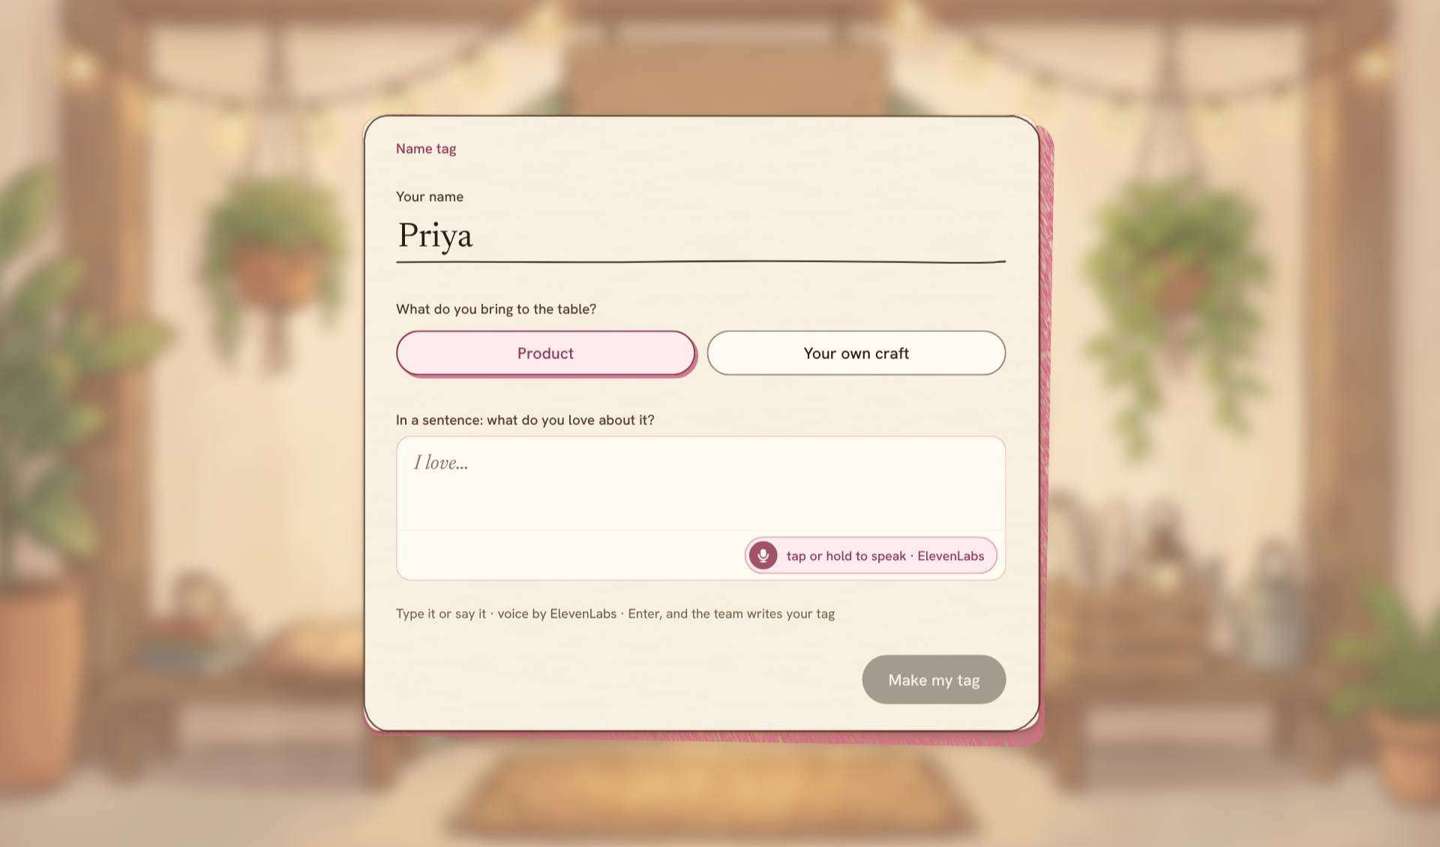 Name tag
Your name
Priya
What do you bring to the table?
Product
Your own craft
In a sentence: what do you love about it?
I love...
tap or hold to speak · ElevenLabs
Type it or say it · voice by ElevenLabs · Enter, and the team writes your tag
Make my tag